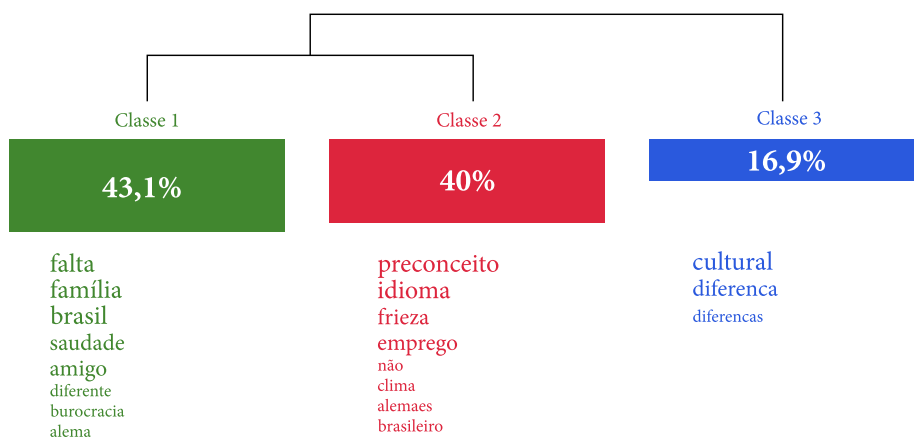 Classe 1
43,1%
falta
família
brasil
saudade
amigo
diferente
burocracia
alema
Classe 2
40%
preconceito
idioma
frieza
emprego
não
clima
alemaes
brasileiro
Classe 3
16,9%
cultural
diferenca
diferencas